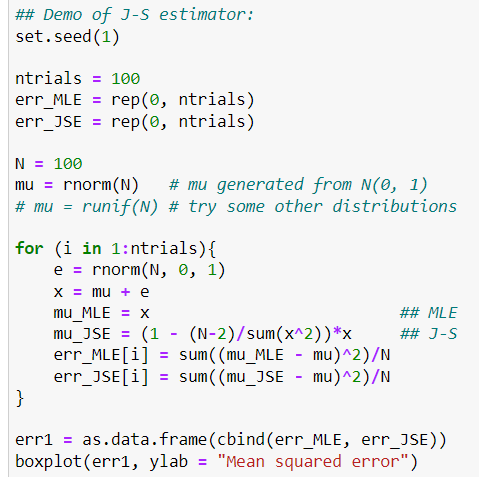 ## Demo of J-S estimator:
set.seed(1)

ntrials = 100
err_MLE = rep(0, ntrials)
err_JSE = rep(0, ntrials)

N = 100
mu = rnorm(N)   # mu generated from N(0, 1)
# mu = runif(N) # try some other distributions

for (i in 1:ntrials){
    e = rnorm(N, 0, 1)
    x = mu + e
    mu_MLE = x                         ## MLE
    mu_JSE = (1 - (N-2)/sum(x^2))*x     ## J-S
    err_MLE[i] = sum((mu_MLE - mu)^2)/N
    err_JSE[i] = sum((mu_JSE - mu)^2)/N
}

err1 = as.data.frame(cbind(err_MLE, err_JSE))
boxplot(err1, ylab = "Mean squared error")